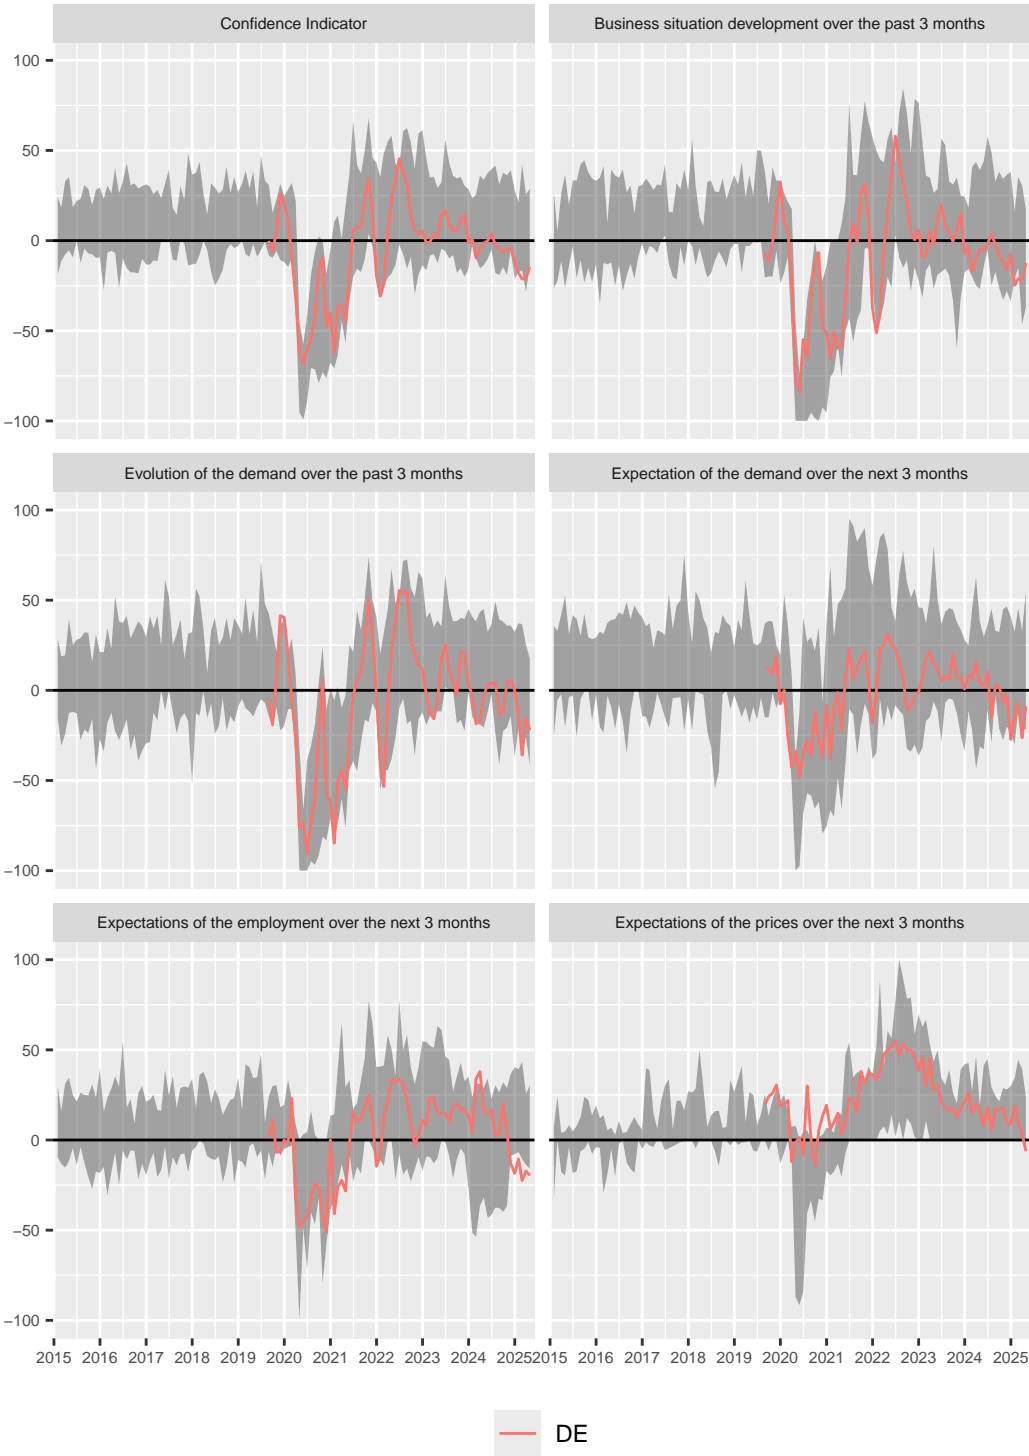 Confidence Indicator
Business situation development over the past 3 months
100
50
0
−50
−100
Evolution of the demand over the past 3 months
Expectation of the demand over the next 3 months
100
50
0
−50
−100
Expectations of the employment over the next 3 months
Expectations of the prices over the next 3 months
100
50
0
−50
−100
2015 2016 2017 2018 2019 2020 2021 2022 2023 2024 2025
2015 2016 2017 2018 2019 2020 2021 2022 2023 2024 2025
DE